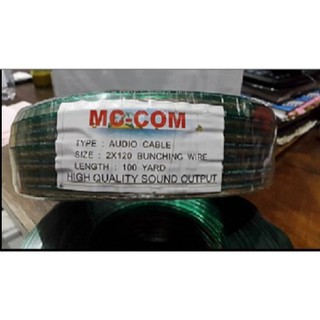 MC-COM
TYPE : AUDIO CABLE
SIZE : 2X120 BUNCHING WIRE
LENGTH : 100 YARD
HIGH QUALITY SOUND OUTPUT